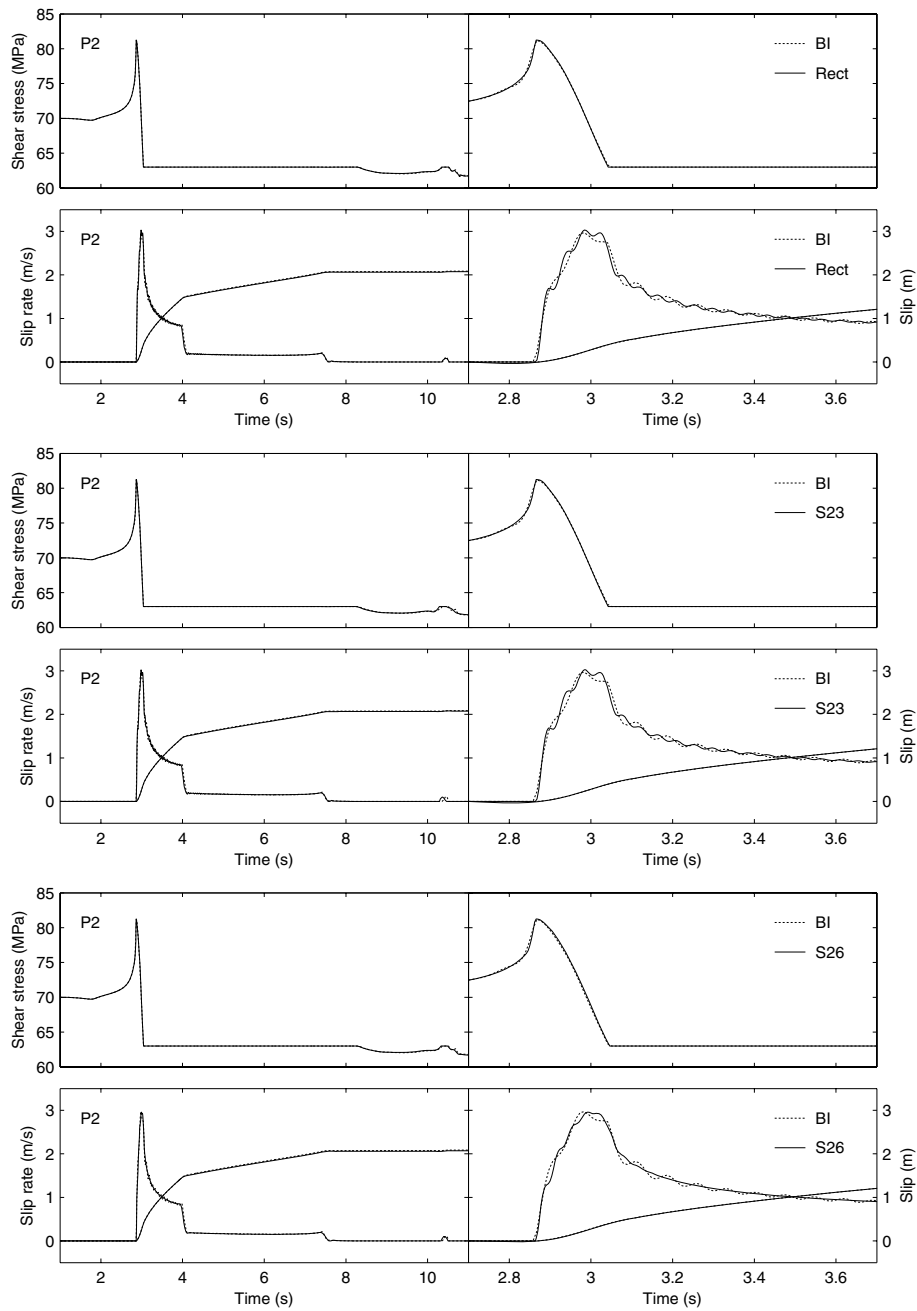 85
80
75
70
65
60
Shear stress (MPa)
P2
BI
Rect
3
2
1
0
Slip rate (m/s)
P2
BI
Rect
3
2
1
0
Slip (m)
2 4 6 8 10
Time (s)
2.8 3 3.2 3.4 3.6
Time (s)
85
80
75
70
65
60
Shear stress (MPa)
P2
BI
S23
3
2
1
0
Slip rate (m/s)
P2
BI
S23
3
2
1
0
Slip (m)
2 4 6 8 10
Time (s)
2.8 3 3.2 3.4 3.6
Time (s)
85
80
75
70
65
60
Shear stress (MPa)
P2
BI
S26
3
2
1
0
Slip rate (m/s)
P2
BI
S26
3
2
1
0
Slip (m)
2 4 6 8 10
Time (s)
2.8 3 3.2 3.4 3.6
Time (s)